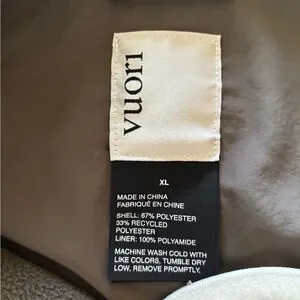 vuori
XL
MADE IN CHINA
FABRIQUÉ EN CHINE
SHELL: 67% POLYESTER
33% RECYCLED
POLYESTER
LINER: 100% POLYAMIDE
MACHINE WASH COLD WITH
LIKE COLORS, TUMBLE DRY
LOW, REMOVE PROMPTLY.